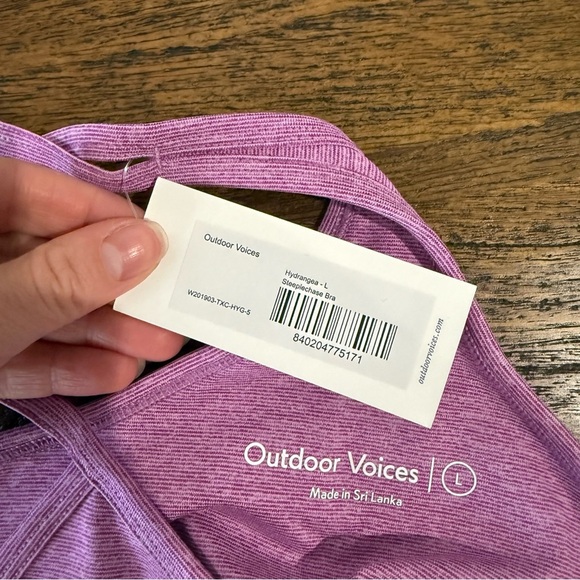 Outdoor Voices
Hydrangea - L
Steeplechase Bra
W201903-TXC-HYG-5
840204775171
outdoorvoices.com
Outdoor Voices | L
Made in Sri Lanka